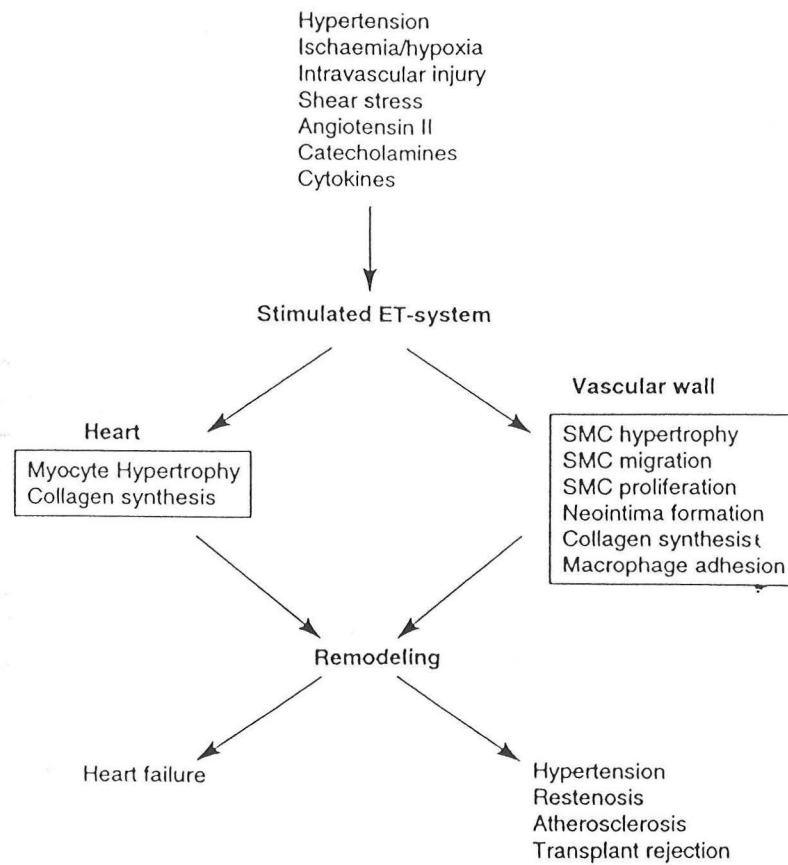 Hypertension
Ischaemia/hypoxia
Intravascular injury
Shear stress
Angiotensin II
Catecholamines
Cytokines
Stimulated ET-system
Heart
Myocyte Hypertrophy
Collagen synthesis
Vascular wall
SMC hypertrophy
SMC migration
SMC proliferation
Neointima formation
Collagen synthesis
Macrophage adhesion
Remodeling
Heart failure
Hypertension
Restenosis
Atherosclerosis
Transplant rejection